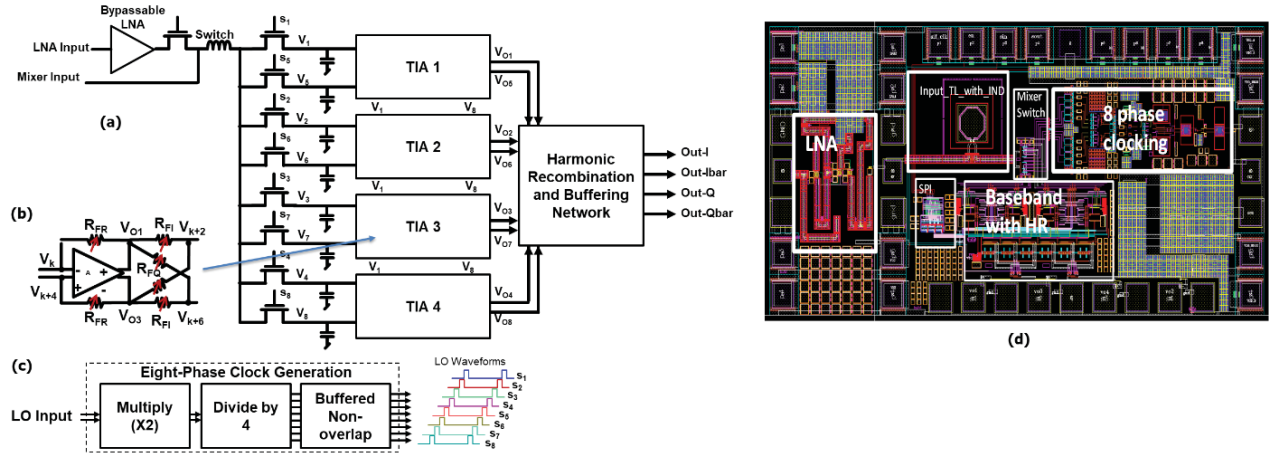 Bypassable
LNA
LNA Input
Switch
Mixer Input
(a)
S1
V1
S5
V5
S2
V2
S6
V6
S3
V3
S7
V7
S4
V4
S8
V8
TIA 1
VO1
VO5
V1
V8
TIA 2
VO2
VO6
V1
V8
TIA 3
VO3
VO7
V1
V8
TIA 4
VO4
VO8
Harmonic
Recombination
and Buffering
Network
Out-I
Out-Ibar
Out-Q
Out-Qbar
(b)
RFR
VO1
RFI
Vk+2
Vk
- A +
RFQ
+ -
Vk+4
RFR
VO3
RFI
Vk+6
(c)
Eight-Phase Clock Generation
LO Input
Multiply
(X2)
Divide by
4
Buffered
Non-
overlap
LO Waveforms
S1
S2
S3
S4
S5
S6
S7
S8
LNA
Input_TL_with_IND
Mixer
Switch
8 phase
clocking
SPI
Baseband
with HR
(d)